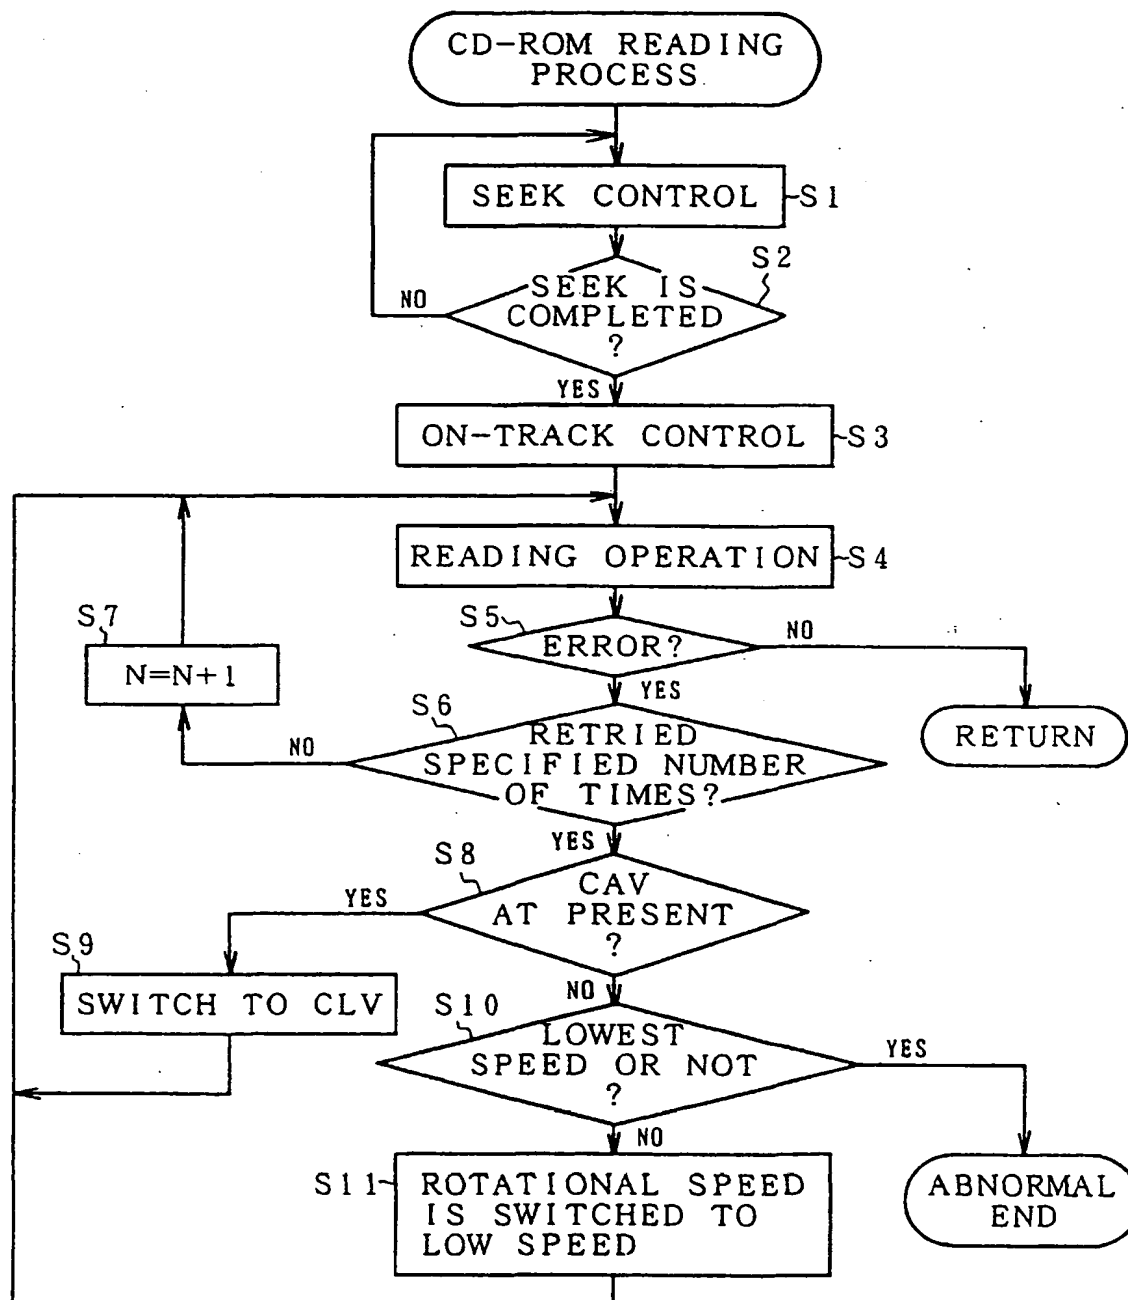 CD-ROM READING
PROCESS
SEEK CONTROL
S1
S2
SEEK IS
COMPLETED
?
NO
YES
ON-TRACK CONTROL
S3
READING OPERATION
S4
S5
ERROR?
NO
YES
S7
N=N+1
S6
RETRIED
SPECIFIED NUMBER
OF TIMES?
NO
YES
RETURN
S8
CAV
AT PRESENT
?
YES
NO
S9
SWITCH TO CLV
S10
LOWEST
SPEED OR NOT
?
YES
NO
S11
ROTATIONAL SPEED
IS SWITCHED TO
LOW SPEED
ABNORMAL
END